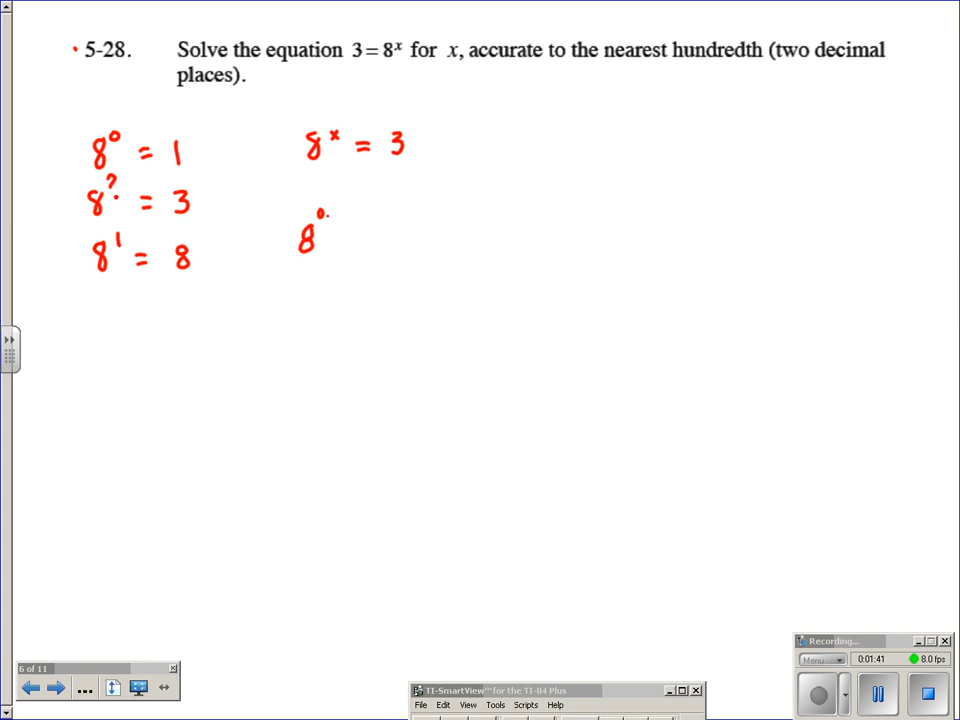 5-28. Solve the equation 3 = 8^x for x, accurate to the nearest hundredth (two decimal
places).
8^0 = 1
8^? = 3
8^1 = 8
8^x = 3
8^0.
6 of 11
...
Recording...
Menu
0:01:41
8.0 fps
TI-SmartView™ for the TI-84 Plus
File Edit View Tools Scripts Help